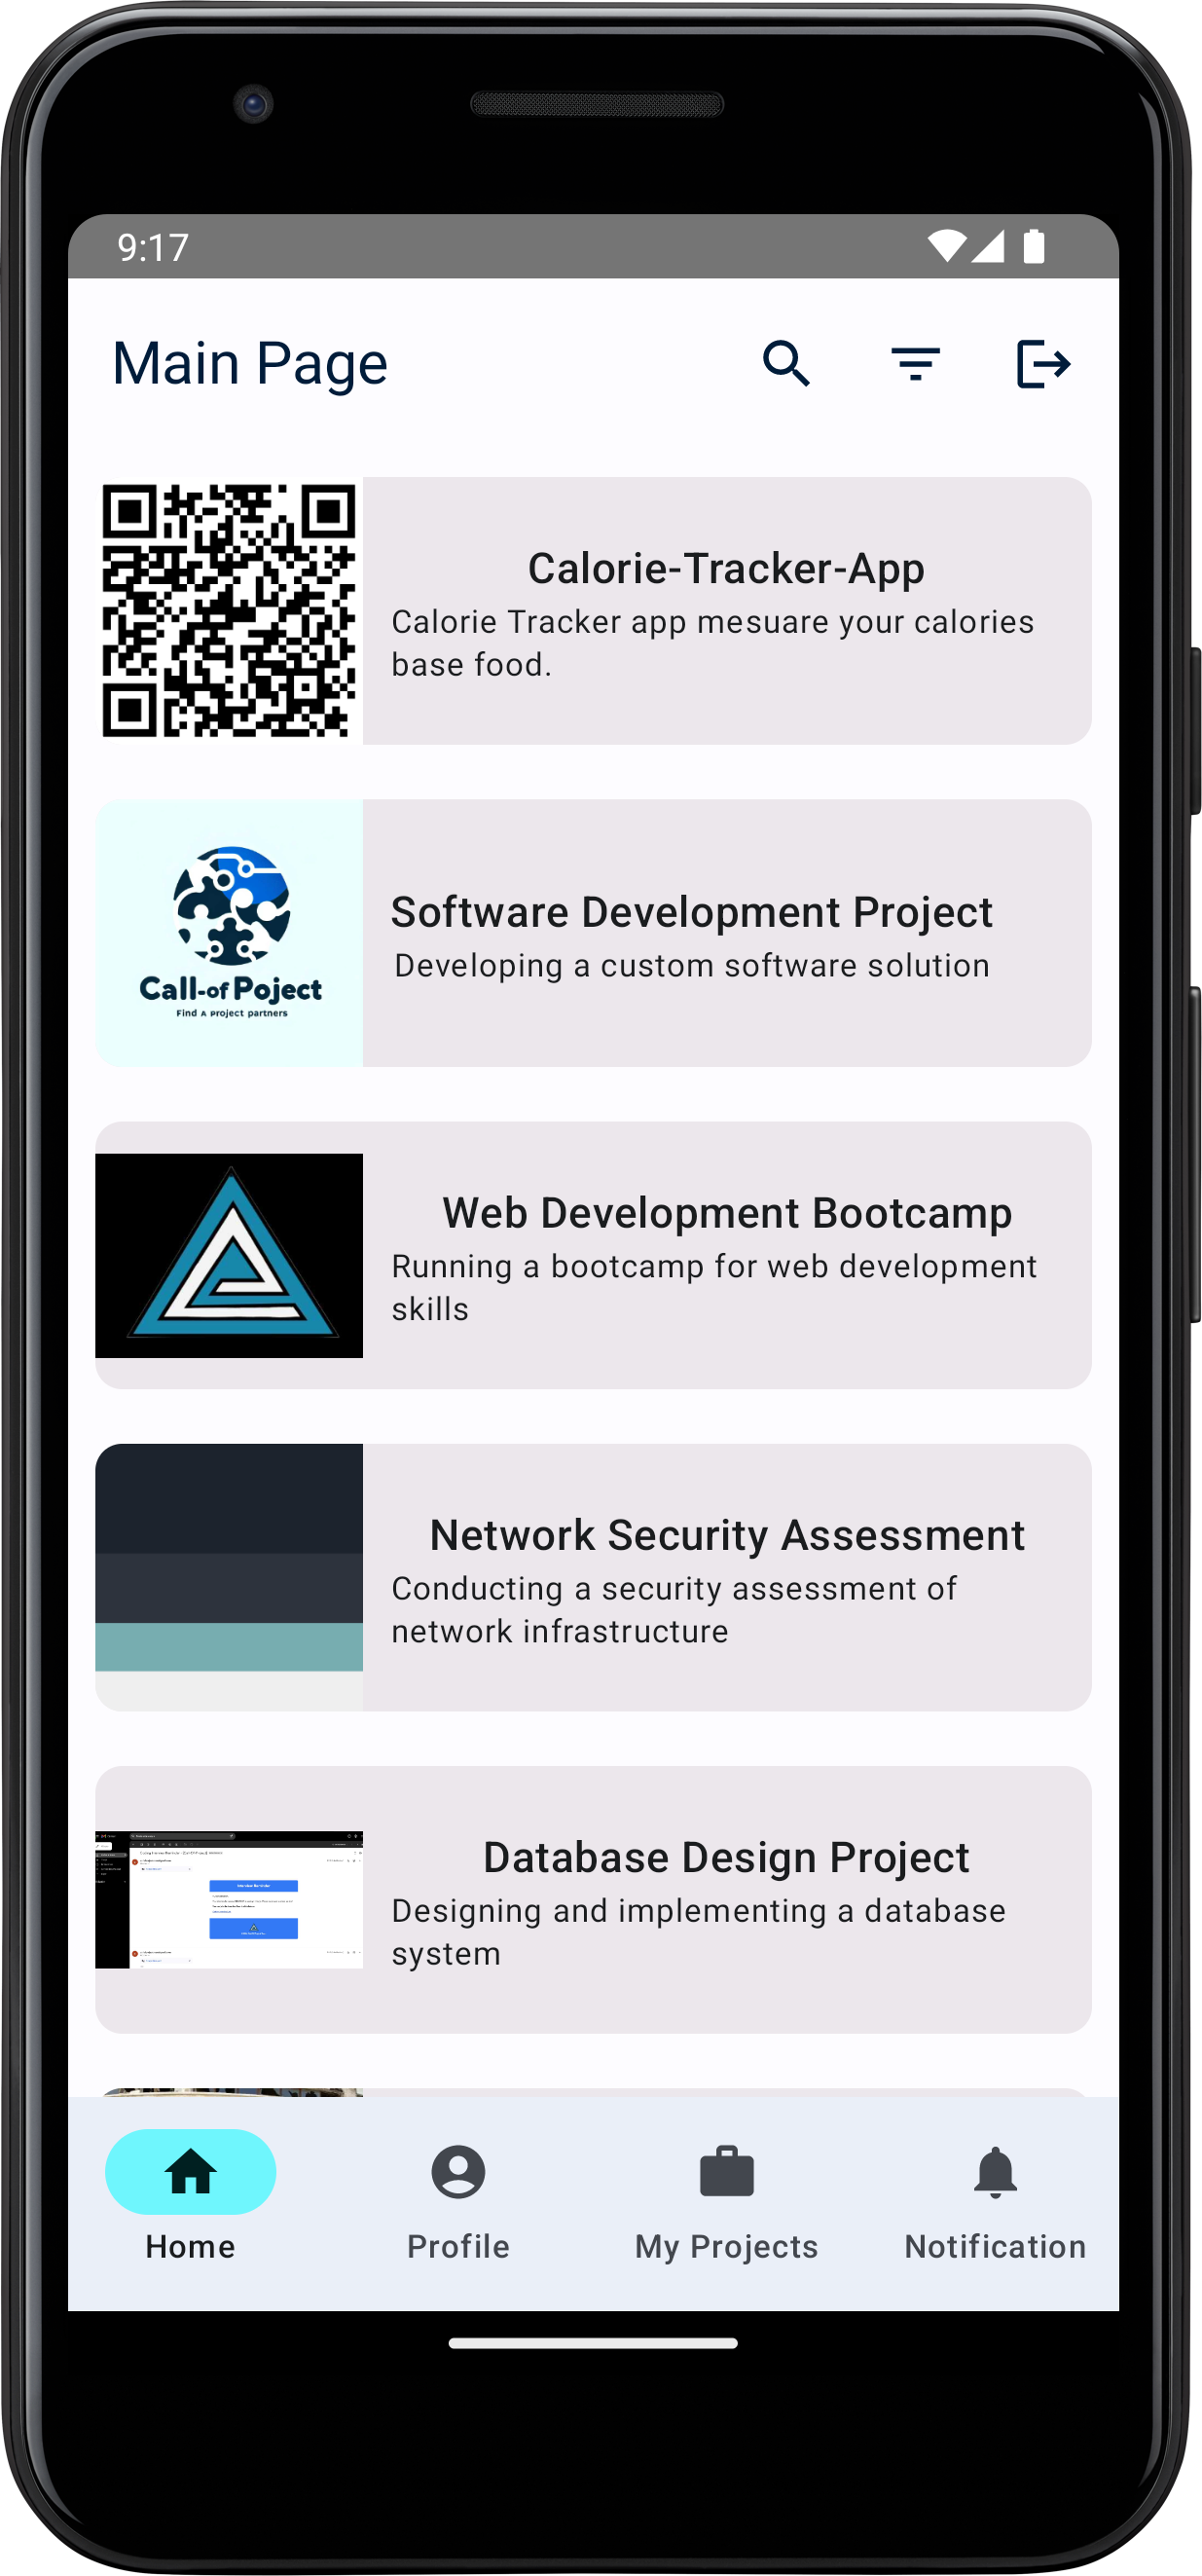 9:17
Main Page
Calorie-Tracker-App
Calorie Tracker app mesuare your calories
base food.
Call-of Poject
Find A project partners
Software Development Project
Developing a custom software solution
Web Development Bootcamp
Running a bootcamp for web development
skills
Network Security Assessment
Conducting a security assessment of
network infrastructure
Database Design Project
Designing and implementing a database
system
Home
Profile
My Projects
Notification